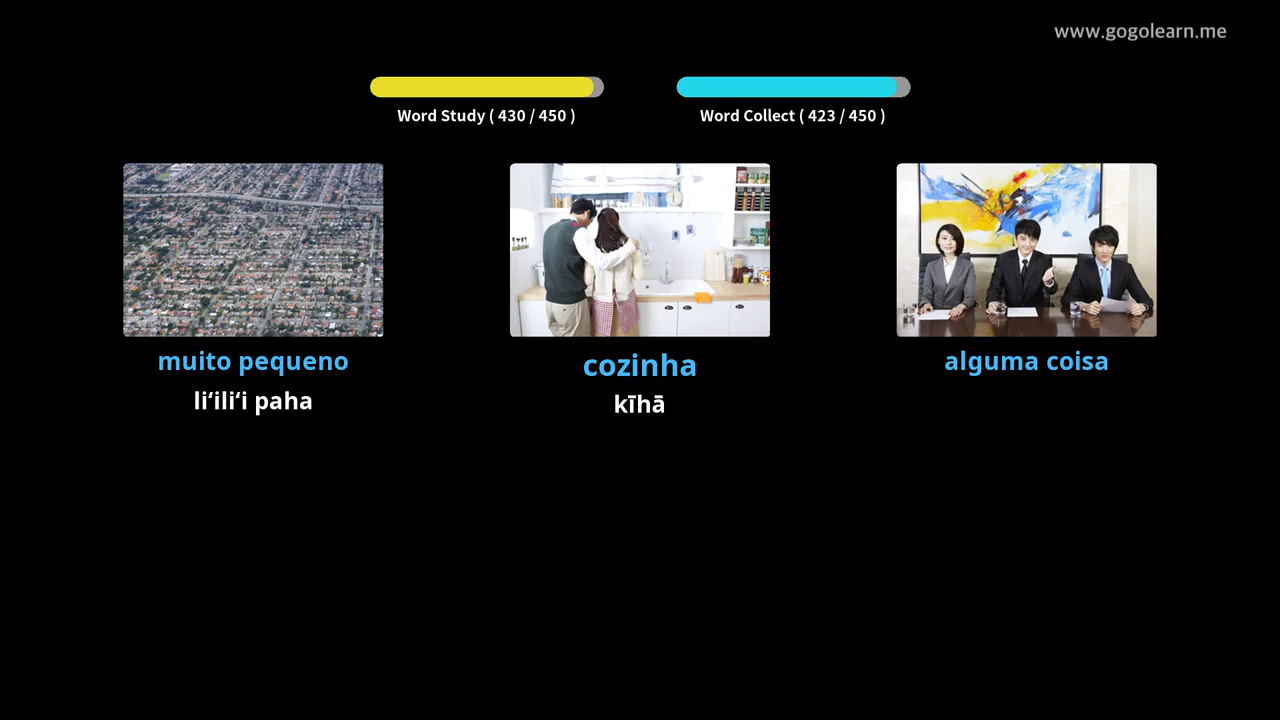 www.gogolearn.me
Word Study ( 430 / 450 )
Word Collect ( 423 / 450 )
muito pequeno
cozinha
alguma coisa
liʻiliʻi paha
kīhā